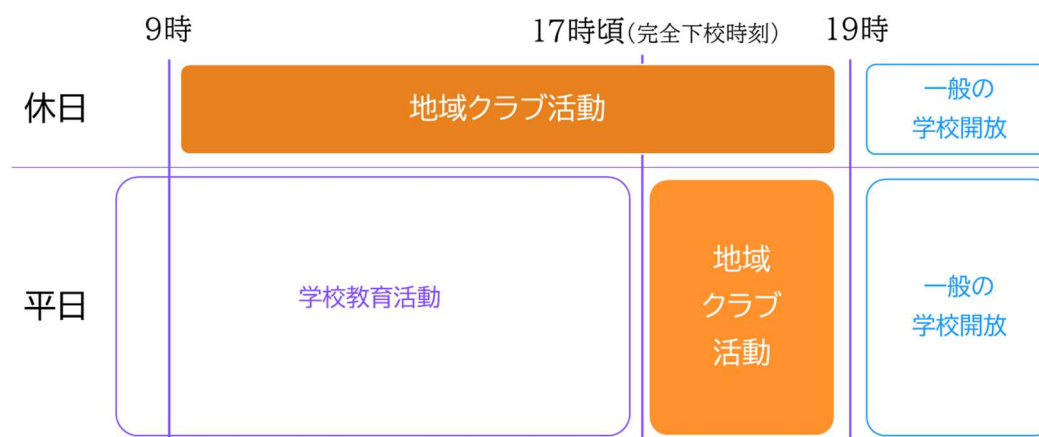 9時
17時頃(完全下校時刻)
19時
休日
地域クラブ活動
一般の
学校開放
平日
学校教育活動
地域
クラブ
活動
一般の
学校開放